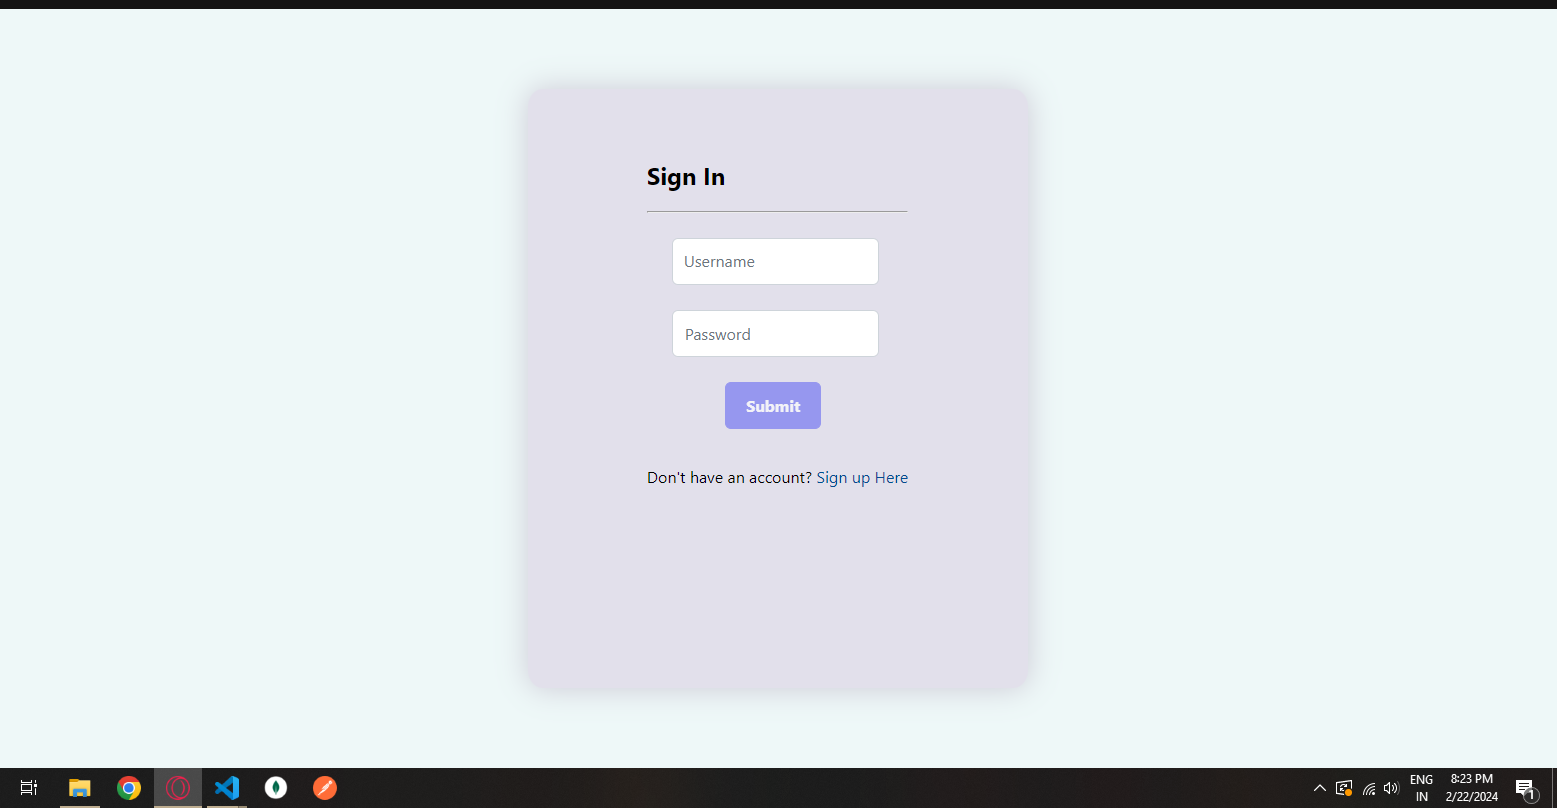 Sign In
Username
Password
Submit
Don't have an account? Sign up Here
ENG
IN
8:23 PM
2/22/2024
1